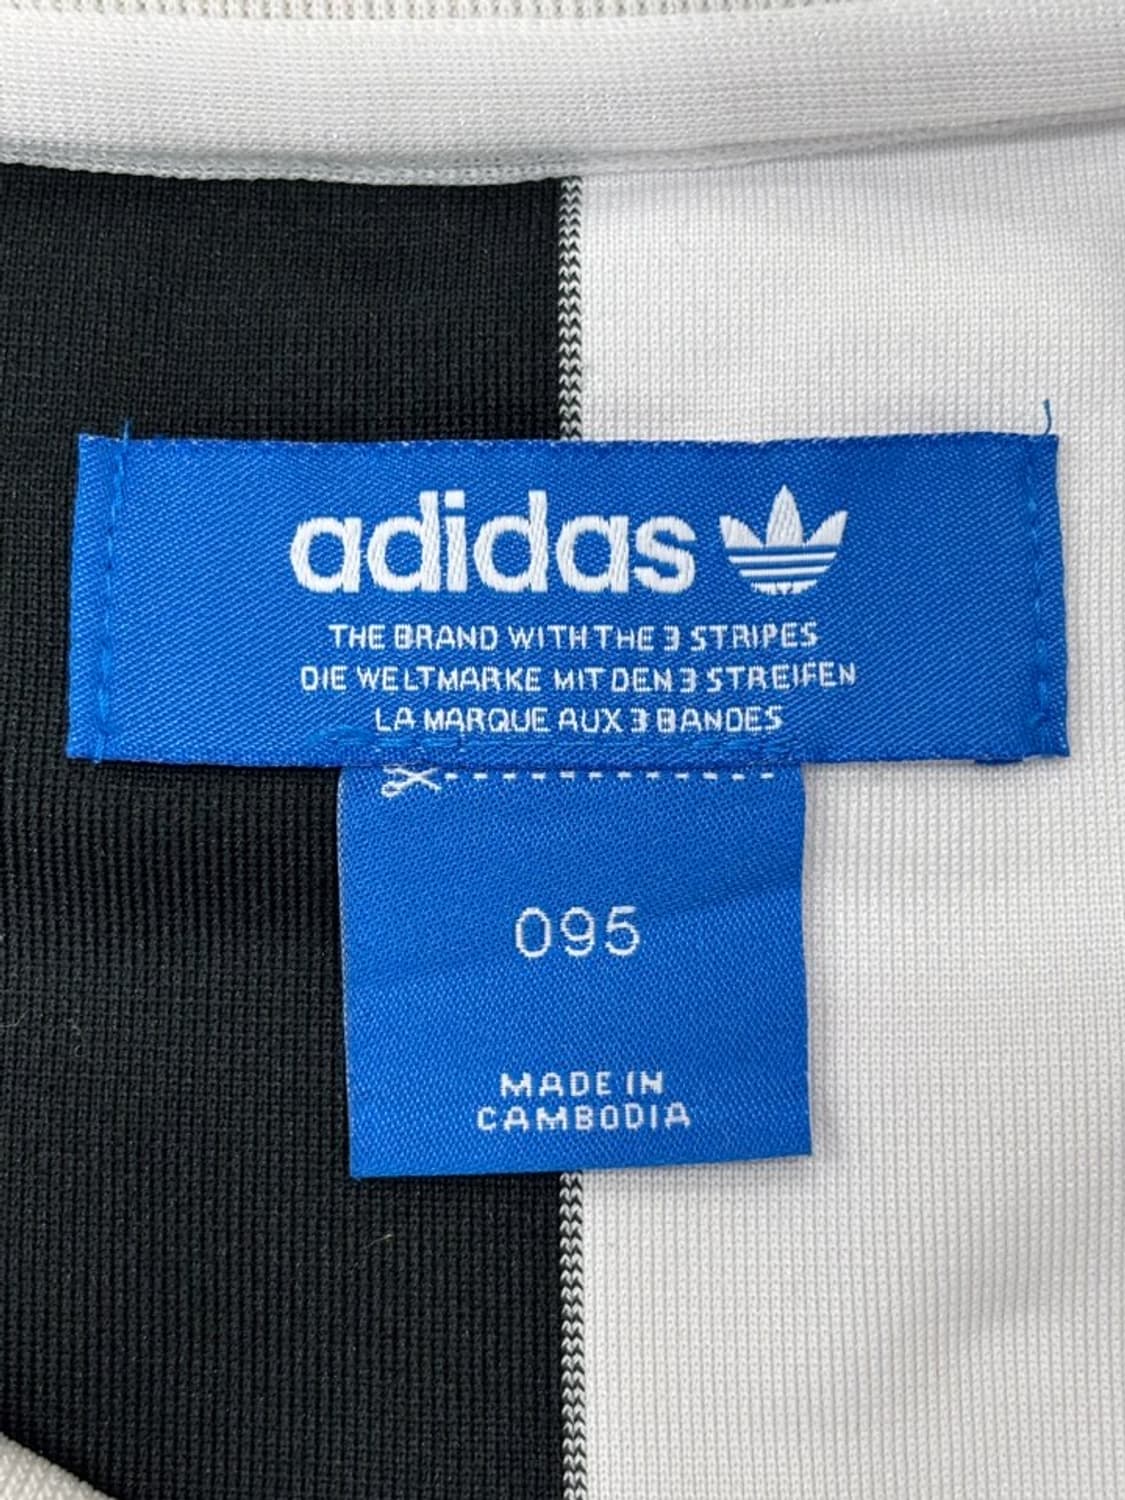 adidas
THE BRAND WITH THE 3 STRIPES
DIE WELTMARKE MIT DEN 3 STREIFEN
LA MARQUE AUX 3 BANDES
095
MADE IN
CAMBODIA